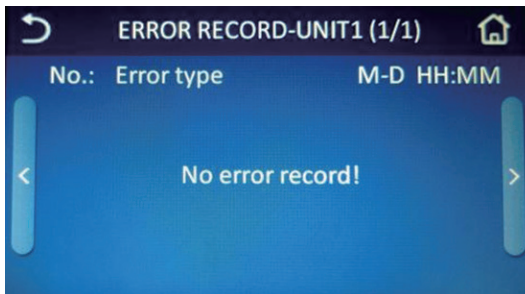 ERROR RECORD-UNIT1 (1/1)
No.: Error type M-D HH:MM
No error record!